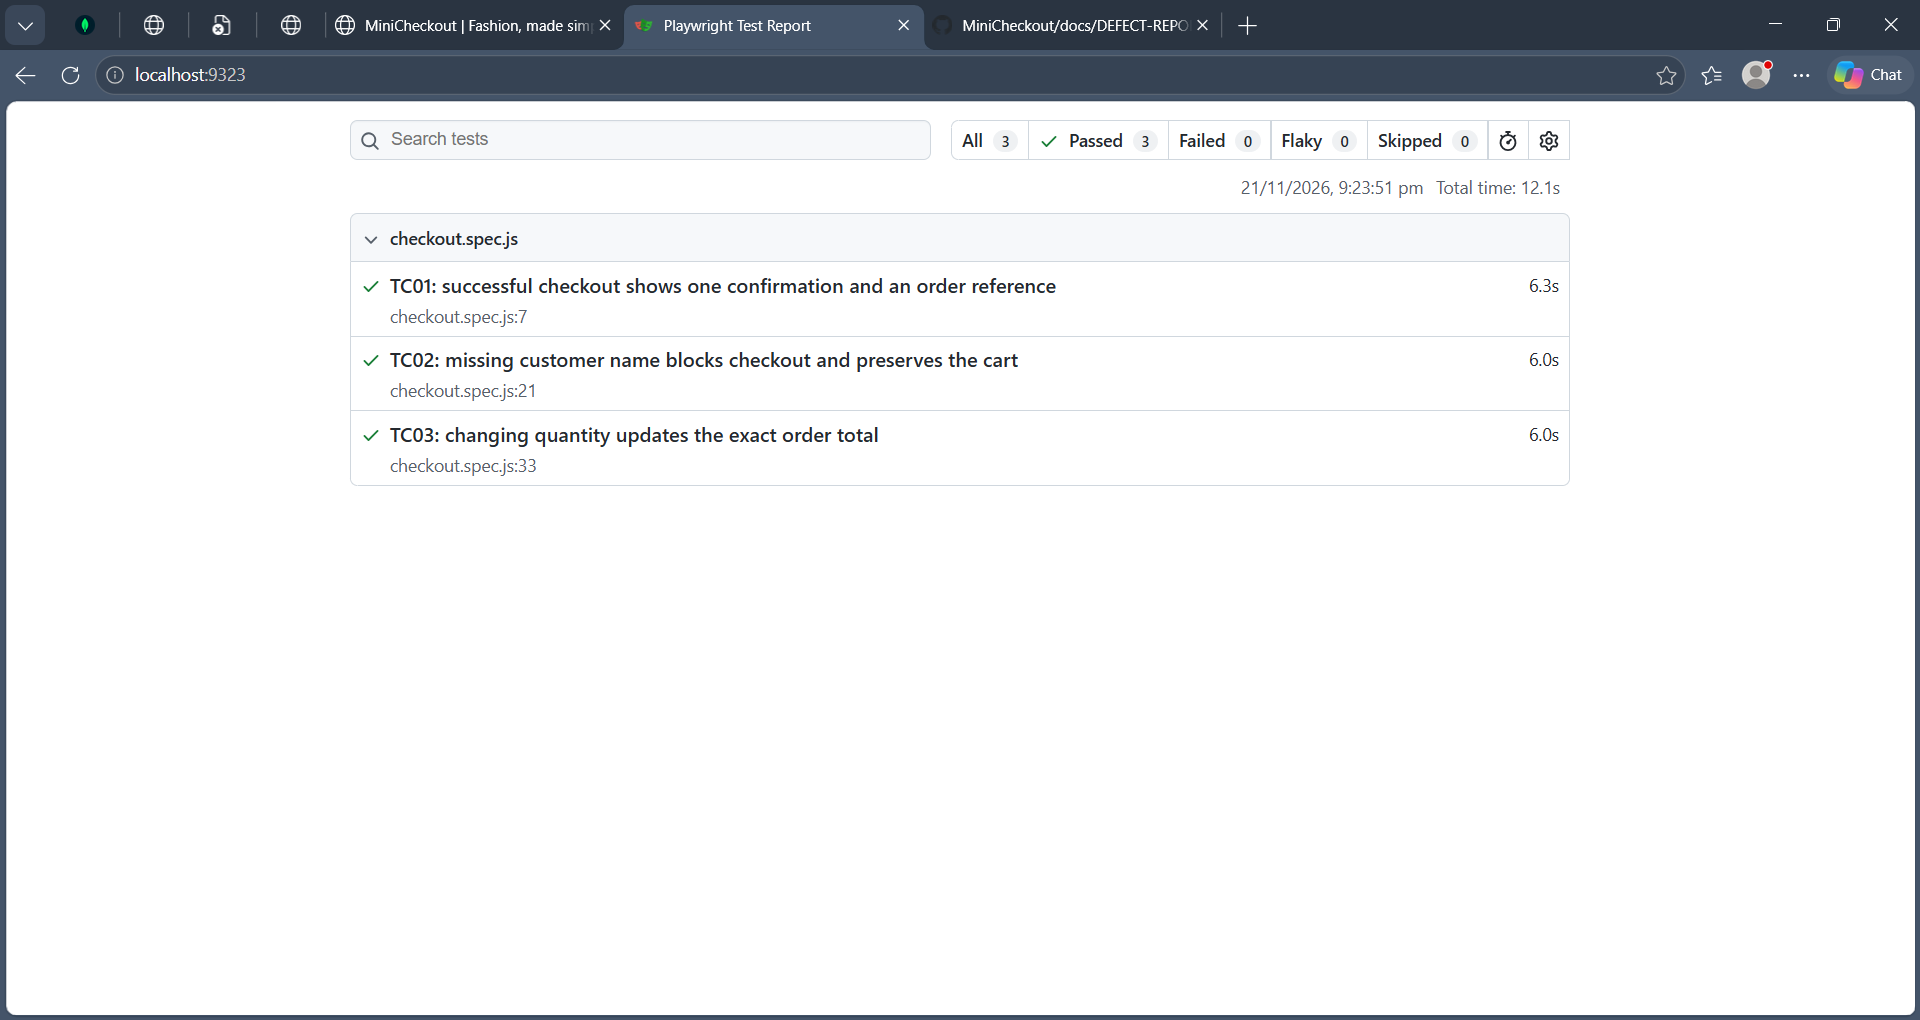 MiniCheckout | Fashion, made sim
Playwright Test Report
MiniCheckout/docs/DEFECT-REPO
localhost:9323
Chat
Search tests
All 3
Passed 3
Failed 0
Flaky 0
Skipped 0
21/11/2026, 9:23:51 pm Total time: 12.1s
checkout.spec.js
TC01: successful checkout shows one confirmation and an order reference 6.3s
checkout.spec.js:7
TC02: missing customer name blocks checkout and preserves the cart 6.0s
checkout.spec.js:21
TC03: changing quantity updates the exact order total 6.0s
checkout.spec.js:33